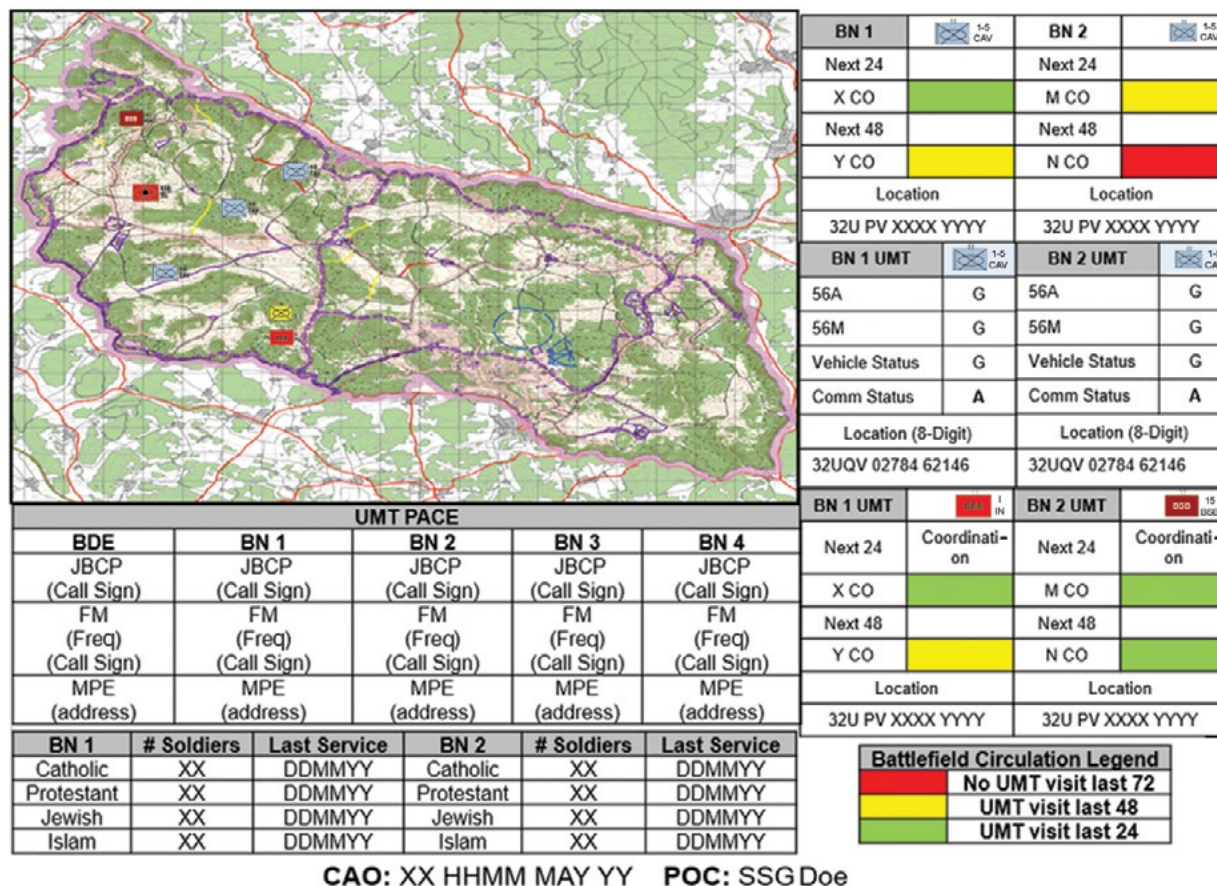 BN 1 1-5 CAV BN 2 1-5 CAV
Next 24 Next 24
X CO M CO
Next 48 Next 48
Y CO N CO
Location Location
32U PV XXXX YYYY 32U PV XXXX YYYY
BN 1 UMT 1-5 CAV BN 2 UMT
56A G 56A G
56M G 56M G
Vehicle Status G Vehicle Status G
Comm Status A Comm Status A
Location (8-Digit) Location (8-Digit)
32UQV 02784 62146 32UQV 02784 62146
BN 1 UMT I IN BN 2 UMT BSB 15 BSB
Next 24 Coordinati- Next 24 Coordinati-
on on
X CO M CO
Next 48 Next 48
Y CO N CO
Location Location
32U PV XXXX YYYY 32U PV XXXX YYYY
UMT PACE
BDE BN 1 BN 2 BN 3 BN 4
JBCP JBCP JBCP JBCP JBCP
(Call Sign) (Call Sign) (Call Sign) (Call Sign) (Call Sign)
FM FM FM FM FM
(Freq) (Freq) (Freq) (Freq) (Freq)
(Call Sign) (Call Sign) (Call Sign) (Call Sign) (Call Sign)
MPE MPE MPE MPE MPE
(address) (address) (address) (address) (address)
BN 1 # Soldiers Last Service BN 2 # Soldiers Last Service
Catholic XX DDMMYY Catholic XX DDMMYY
Protestant XX DDMMYY Protestant XX DDMMYY
Jewish XX DDMMYY Jewish XX DDMMYY
Islam XX DDMMYY Islam XX DDMMYY
Battlefield Circulation Legend
No UMT visit last 72
UMT visit last 48
UMT visit last 24
CAO: XX HHMM MAY YY POC: SSG Doe